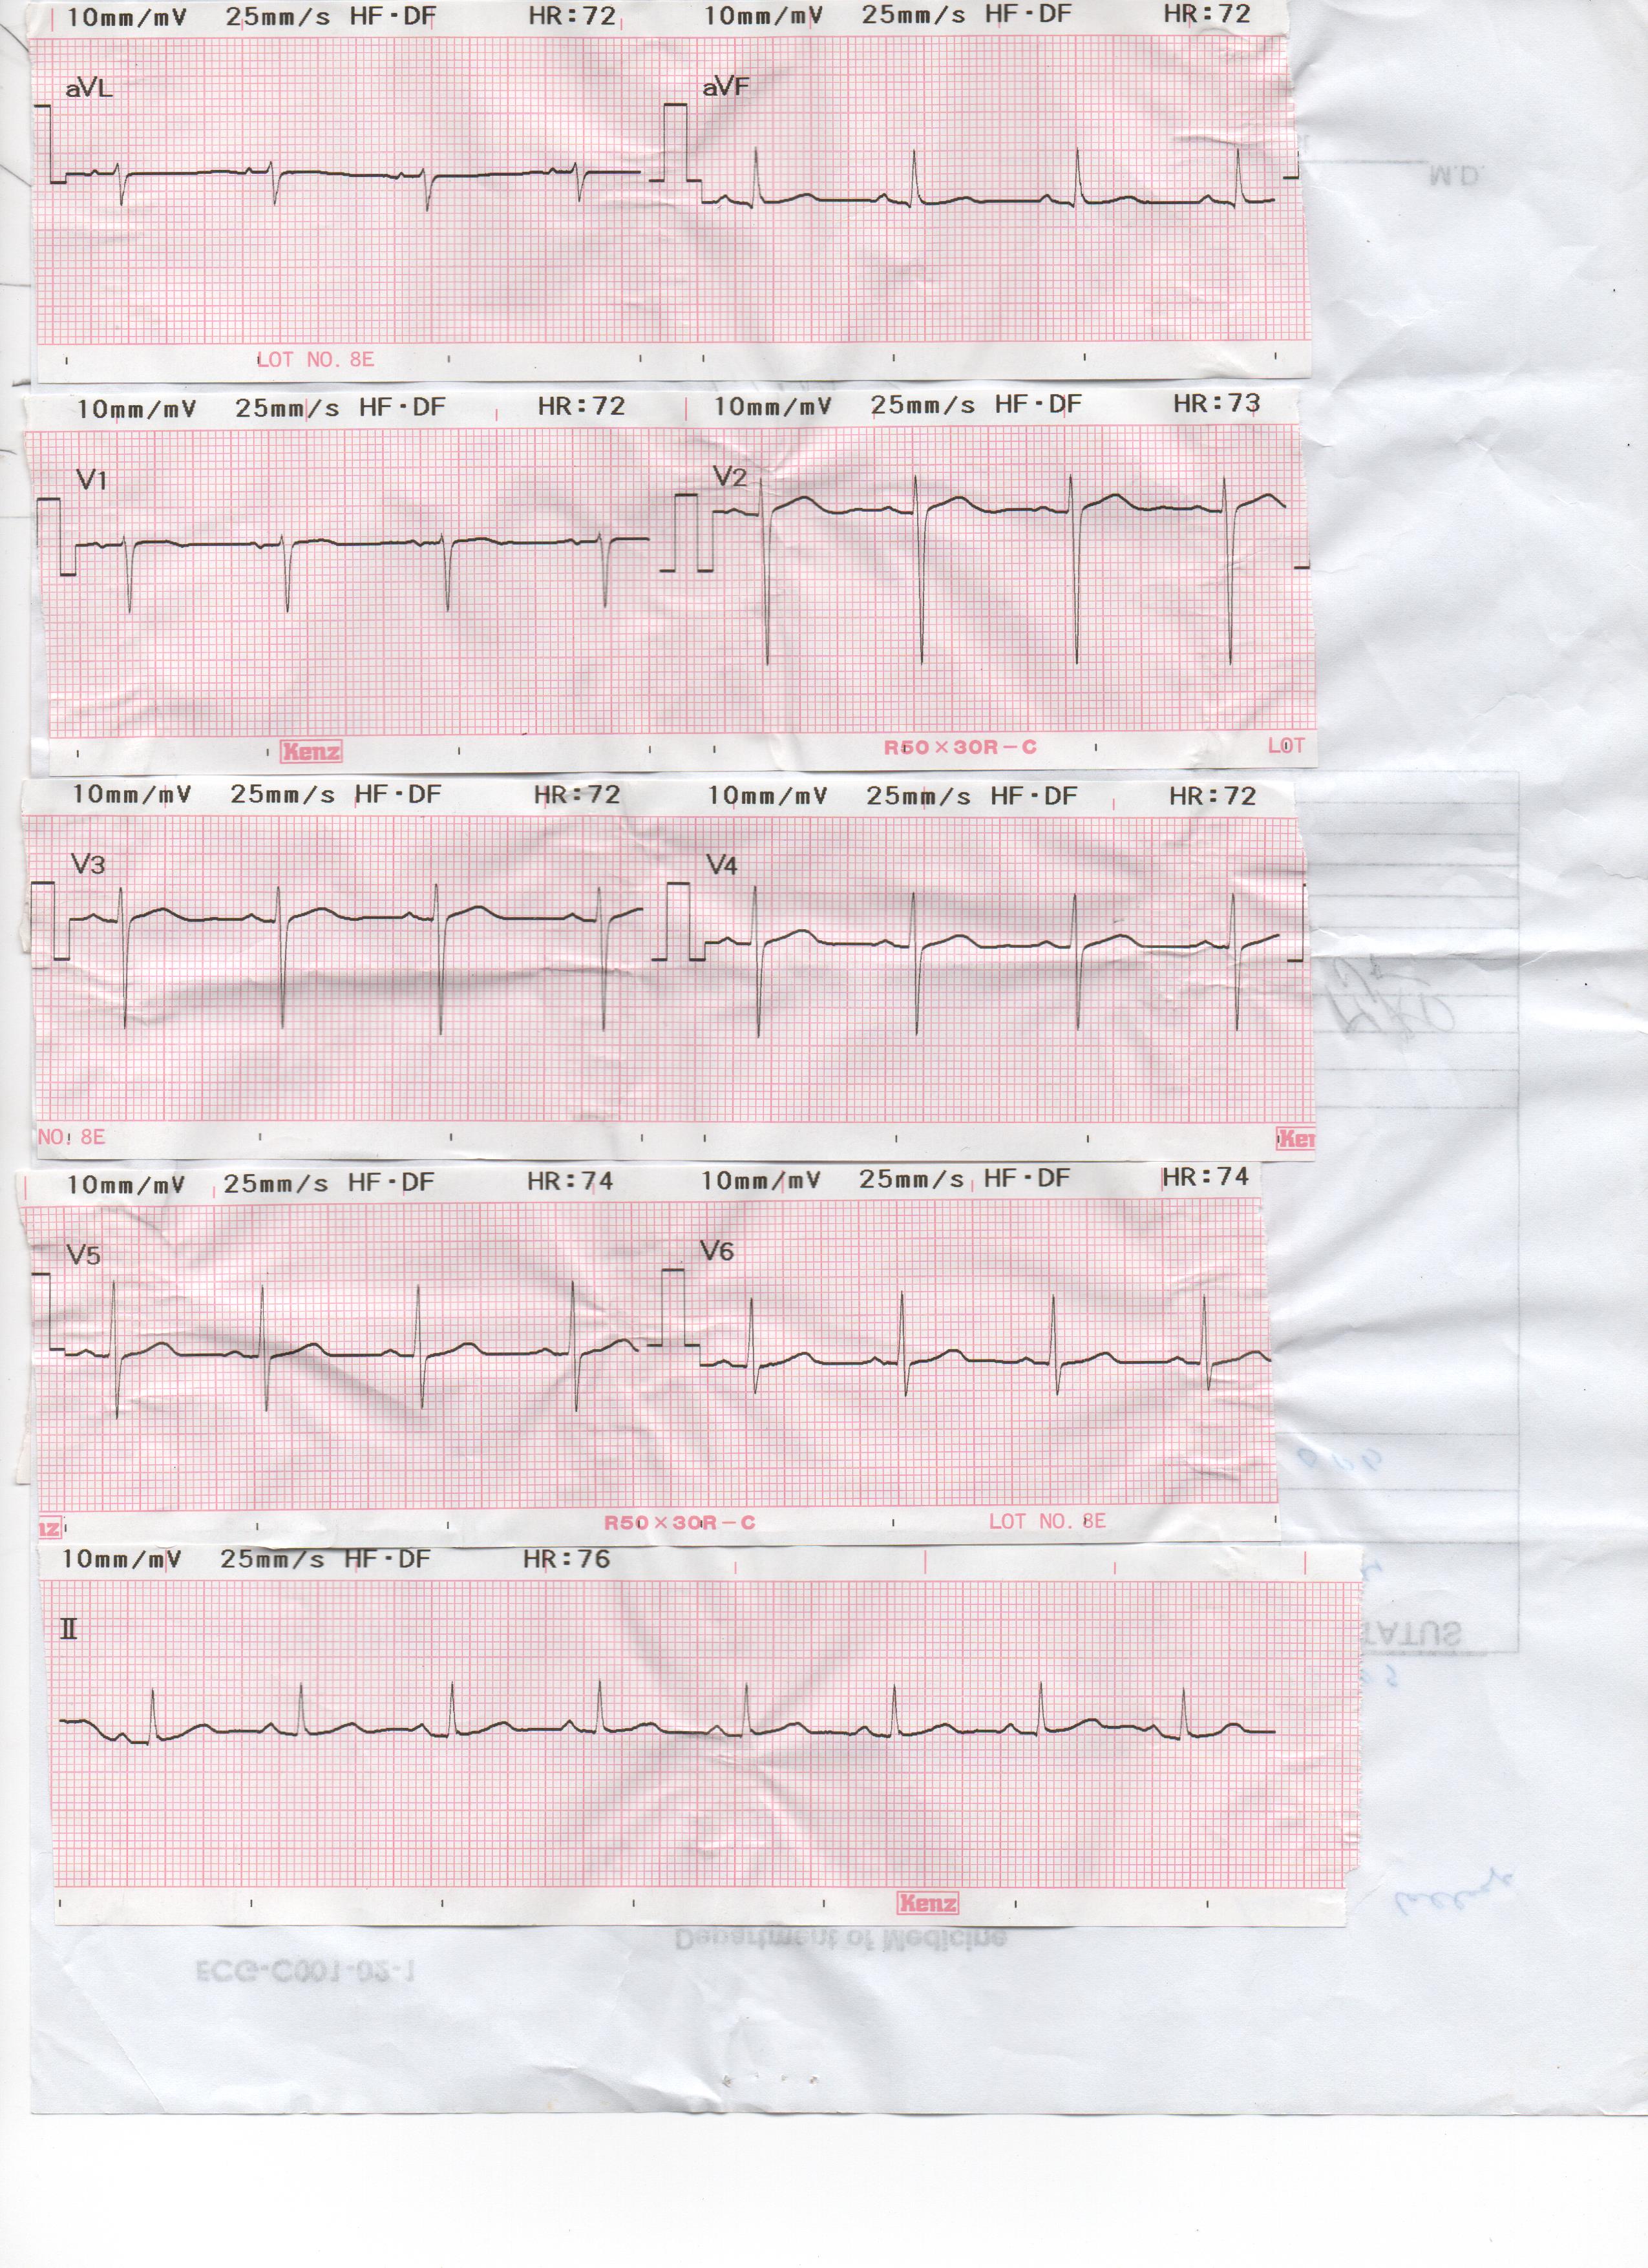 10mm/mV 25mm/s HF・DF HR:72 10mm/mV 25mm/s HF・DF HR:72
aVL aVF
M.D.
LOT NO. 8E
10mm/mV 25mm/s HF・DF HR:72 10mm/mV 25mm/s HF・DF HR:73
V1 V2
Kenz R50×30R-C LOT
10mm/mV 25mm/s HF・DF HR:72 10mm/mV 25mm/s HF・DF HR:72
V3 V4
NO. 8E Ken
10mm/mV 25mm/s HF・DF HR:74 10mm/mV 25mm/s HF・DF HR:74
V5 V6
nz R50×30R-C LOT NO. 8E
10mm/mV 25mm/s HF・DF HR:76
II
TATUS
Kenz
Department of Medicine
ECG-C001-02-1